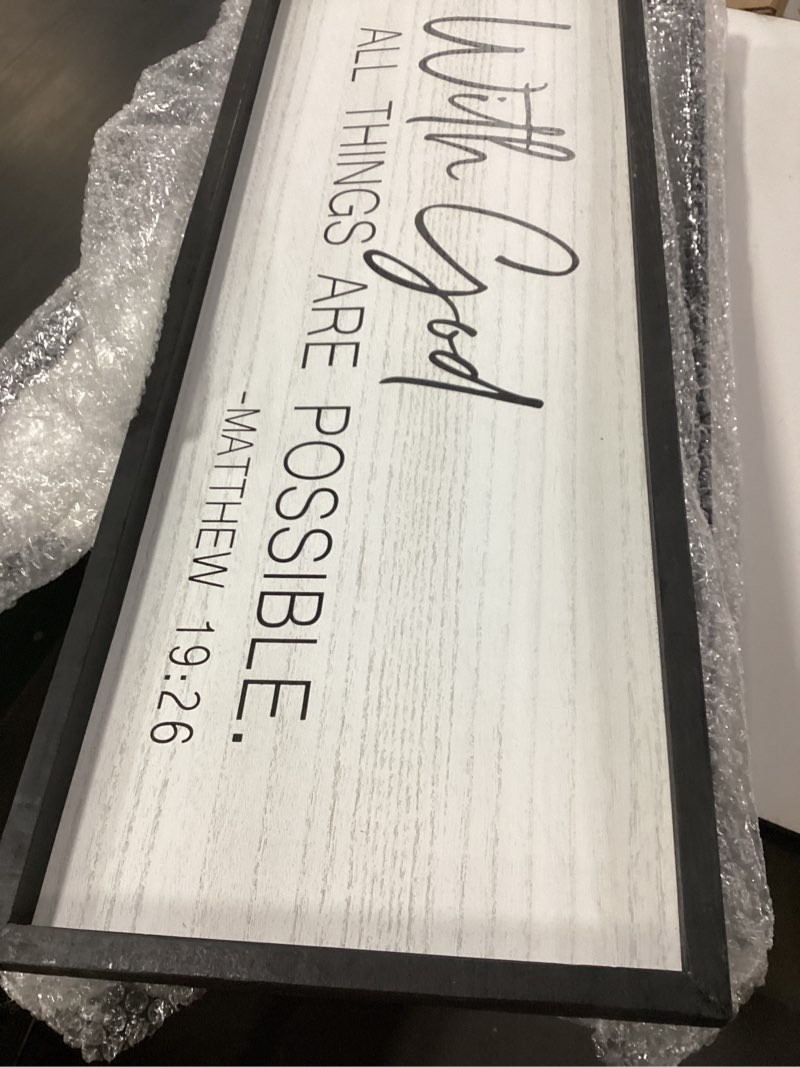 With God
ALL THINGS ARE POSSIBLE.
-MATTHEW 19:26